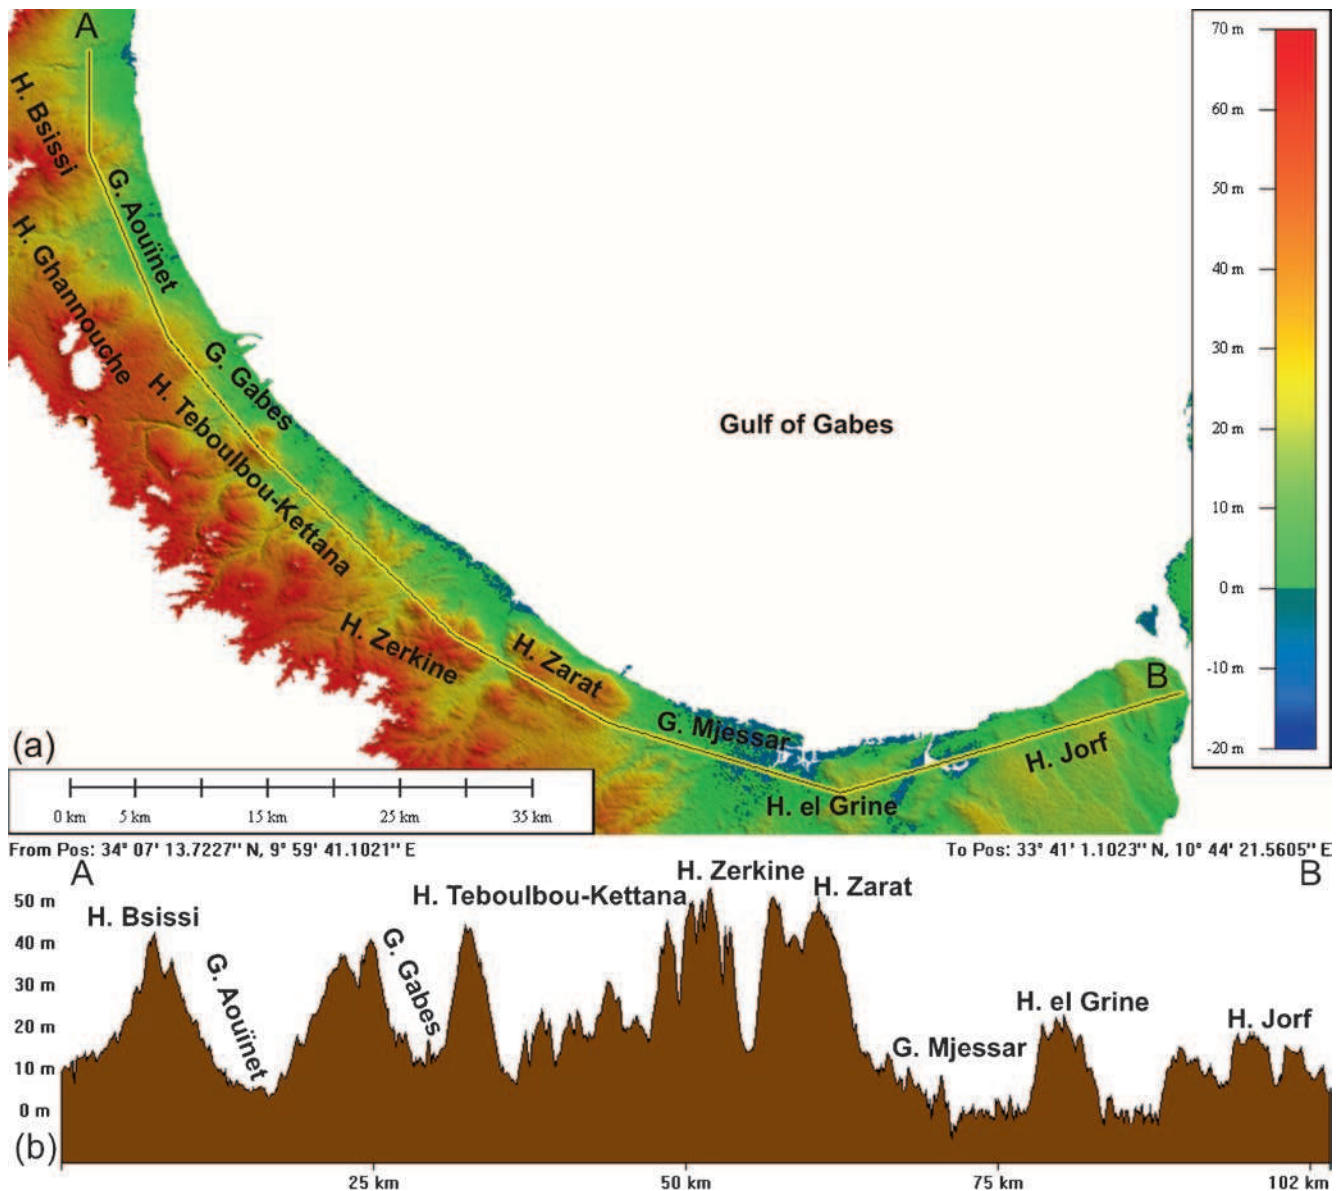 A
H. Bsissi
G. Aouïnet
H. Ghannouche
G. Gabes
H. Teboulbou-Kettana
Gulf of Gabes
H. Zerkine
H. Zarat
G. Mjessar
H. el Grine
H. Jorf
B
(a)
70 m
60 m
50 m
40 m
30 m
20 m
10 m
0 m
-10 m
-20 m
0 km 5 km 15 km 25 km 35 km
From Pos: 34° 07' 13.7227" N, 9° 59' 41.1021" E
To Pos: 33° 41' 1.1023" N, 10° 44' 21.5605" E
A
B
H. Bsissi
G. Aouïnet
G. Gabes
H. Teboulbou-Kettana
H. Zerkine
H. Zarat
G. Mjessar
H. el Grine
H. Jorf
50 m
40 m
30 m
20 m
10 m
0 m
(b)
25 km 50 km 75 km 102 km